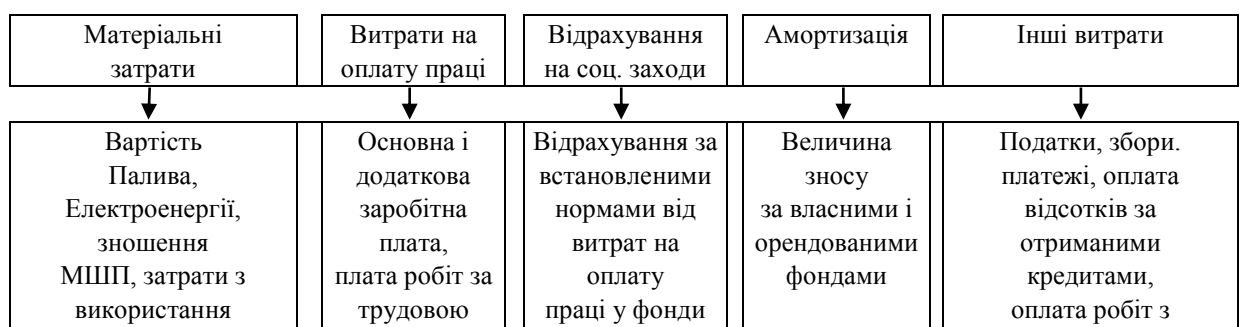 Матеріальні
затрати
Витрати на
оплату праці
Відрахування
на соц. заходи
Амортизація
Інші витрати
Вартість
Палива,
Електроенергії,
зношення
МШП, затрати з
використання
Основна і
додаткова
заробітна
плата,
плата робіт за
трудовою
Відрахування за
встановленими
нормами від
витрат на
оплату
праці у фонди
Величина
зносу
за власними і
орендованими
фондами
Податки, збори.
платежі, оплата
відсотків за
отриманими
кредитами,
оплата робіт з